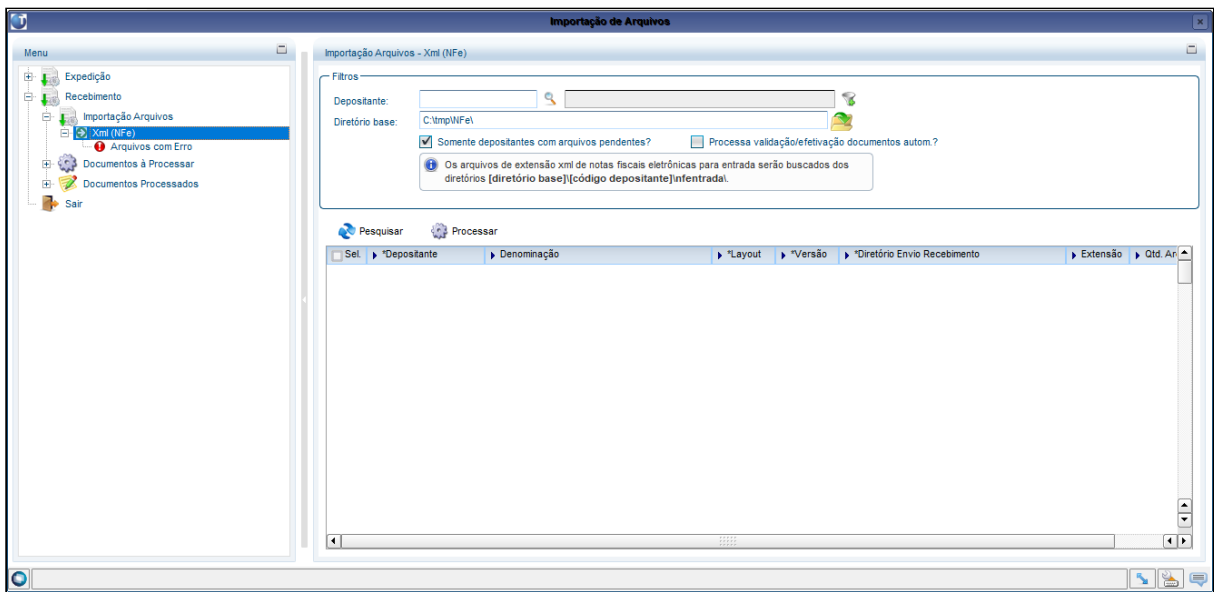 Importação de Arquivos
Menu
Expedição
Recebimento
Importação Arquivos
Xml (NFe)
Arquivos com Erro
Documentos à Processar
Documentos Processados
Sair
Importação Arquivos - Xml (NFe)
Filtros
Depositante:
Diretório base: C:\tmp\NFe\
Somente depositantes com arquivos pendentes? Processa validação/efetivação documentos autom.?
Os arquivos de extensão xml de notas fiscais eletrônicas para entrada serão buscados dos
diretórios [diretório base]\[código depositante]\nfentrada\.
Pesquisar Processar
Sel. *Depositante Denominação *Layout *Versão *Diretório Envio Recebimento Extensão Qtd. Ar